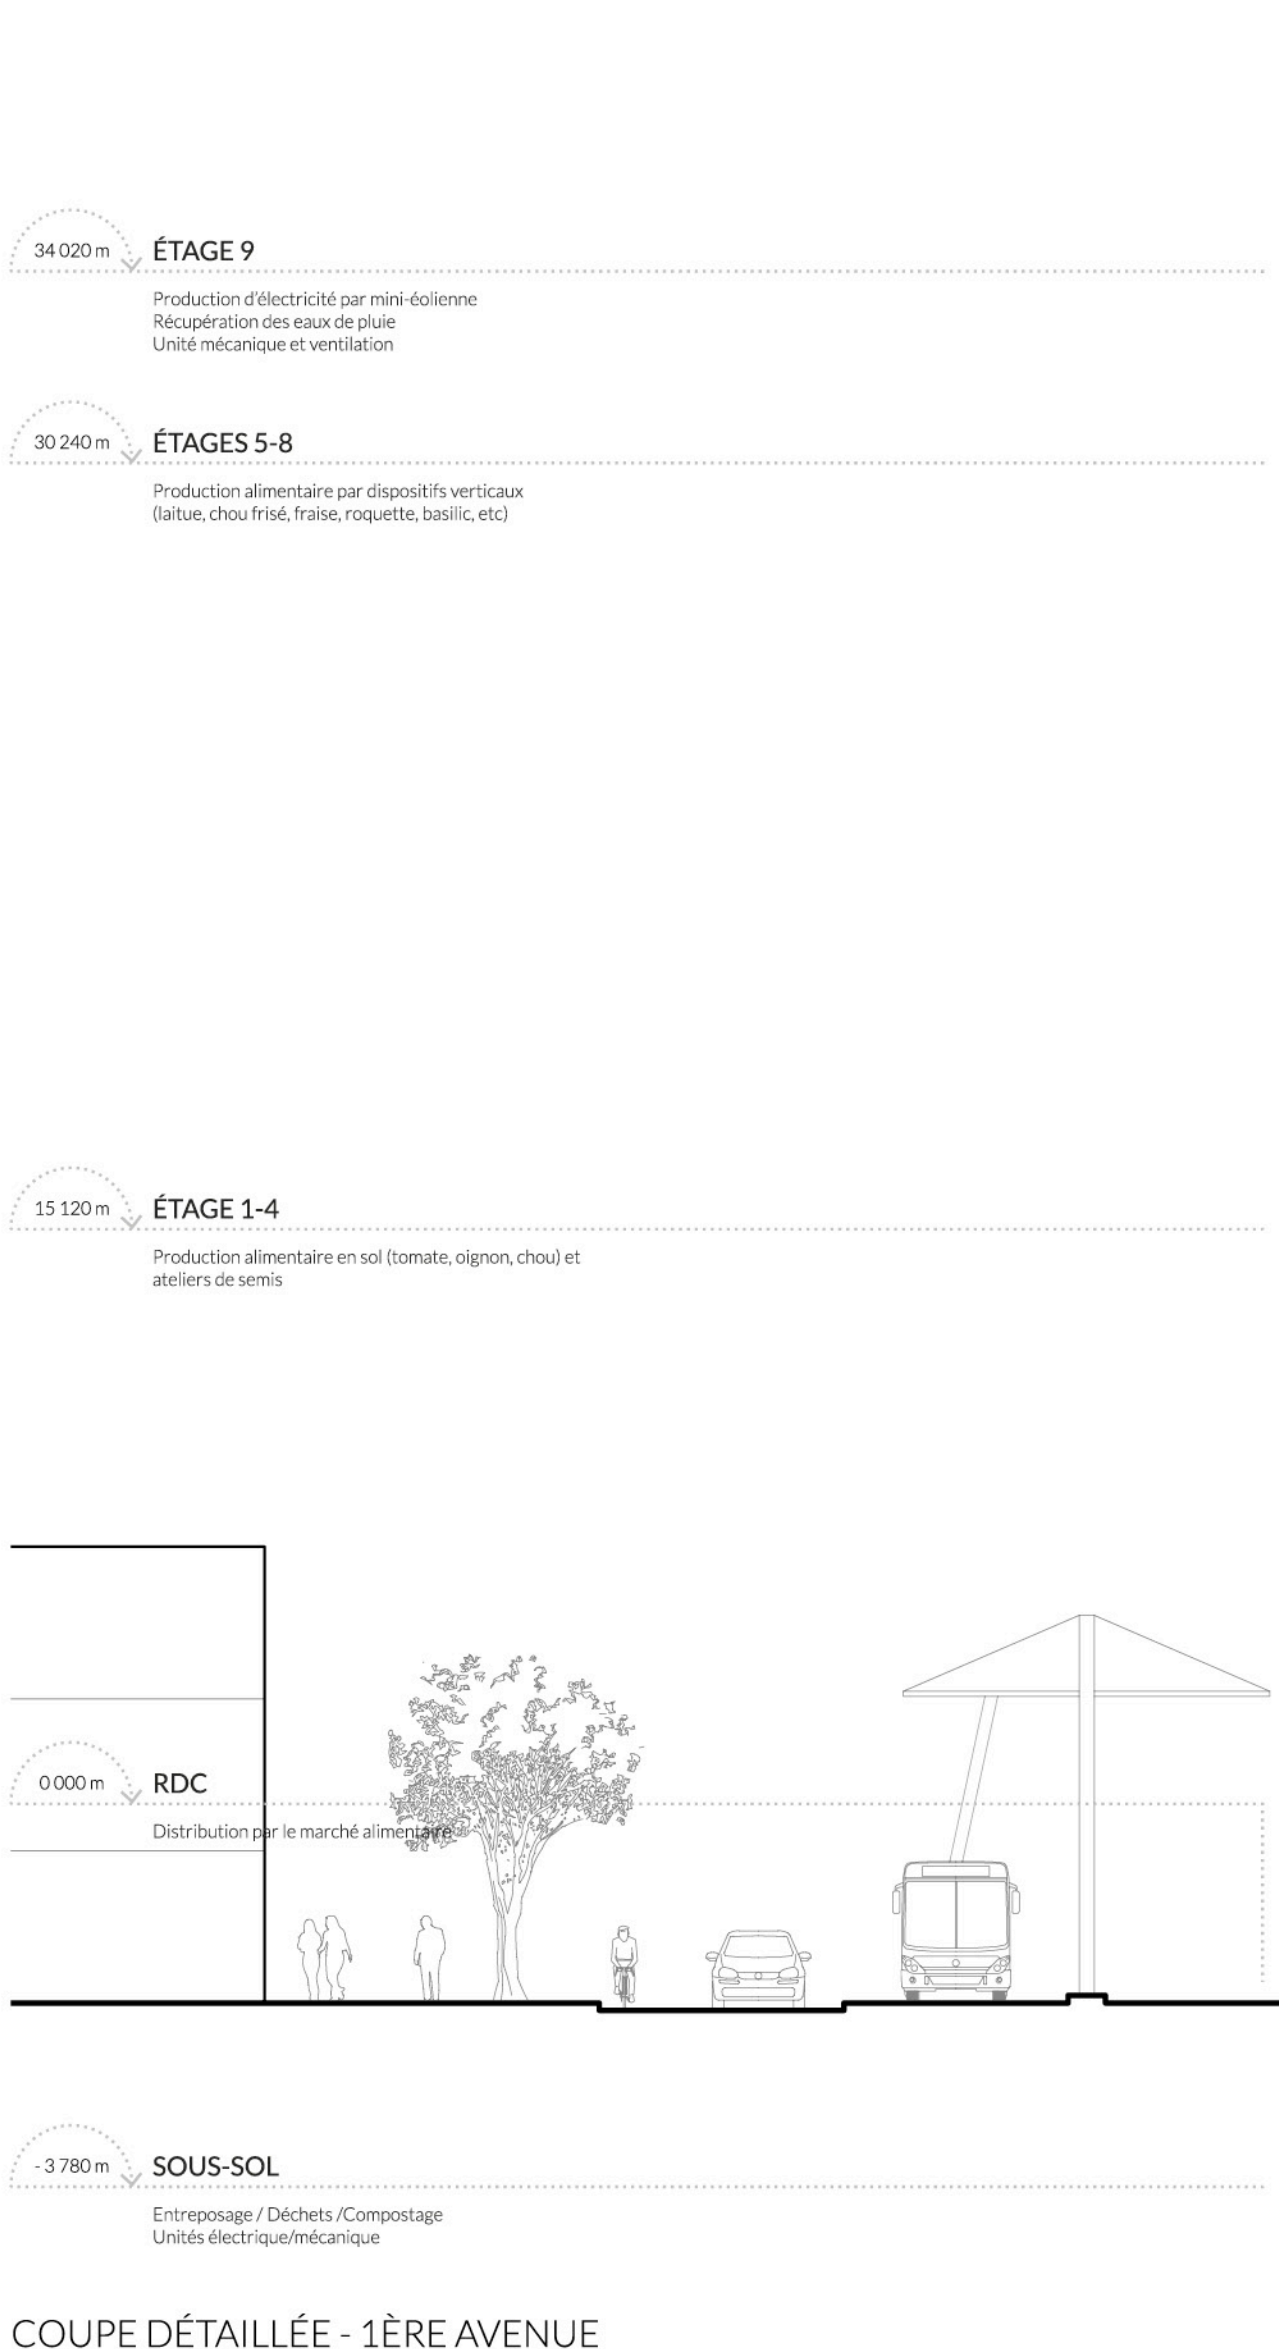 34 020 m ÉTAGE 9
Production d'électricité par mini-éolienne
Récupération des eaux de pluie
Unité mécanique et ventilation
30 240 m ÉTAGES 5-8
Production alimentaire par dispositifs verticaux
(laitue, chou frisé, fraise, roquette, basilic, etc)
15 120 m ÉTAGE 1-4
Production alimentaire en sol (tomate, oignon, chou) et
ateliers de semis
0 000 m RDC
Distribution par le marché alimentaire
- 3 780 m SOUS-SOL
Entreposage / Déchets /Compostage
Unités électrique/mécanique
COUPE DÉTAILLÉE - 1ÈRE AVENUE